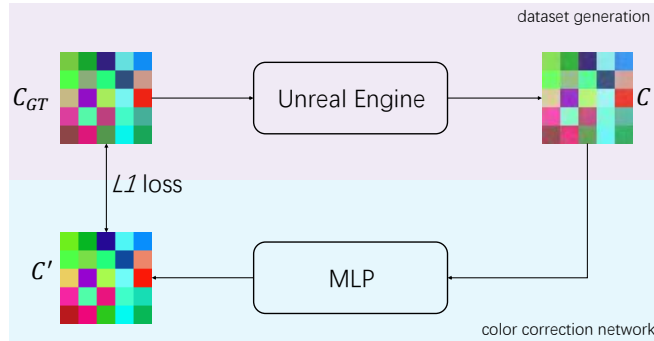 dataset generation
C_GT
Unreal Engine
C
L1 loss
C′
MLP
color correction network